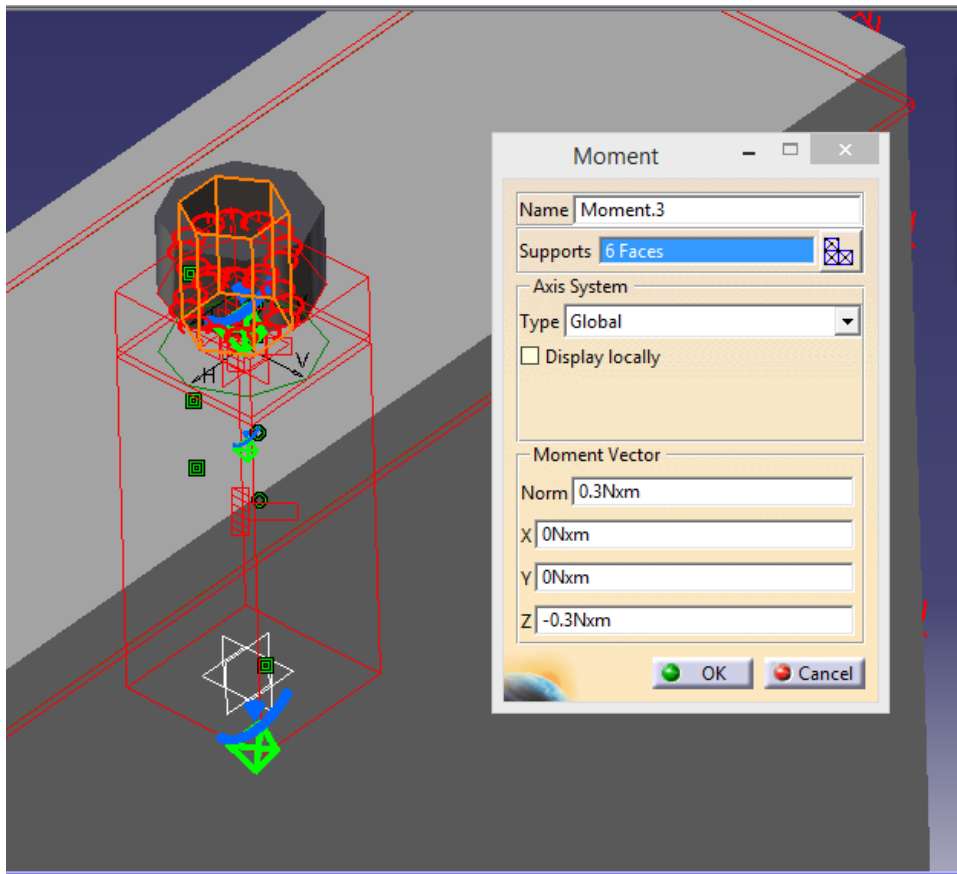 Moment
Name Moment.3
Supports 6 Faces
Axis System
Type Global
Display locally
H
V
Moment Vector
Norm 0.3Nxm
X 0Nxm
Y 0Nxm
Z -0.3Nxm
OK Cancel